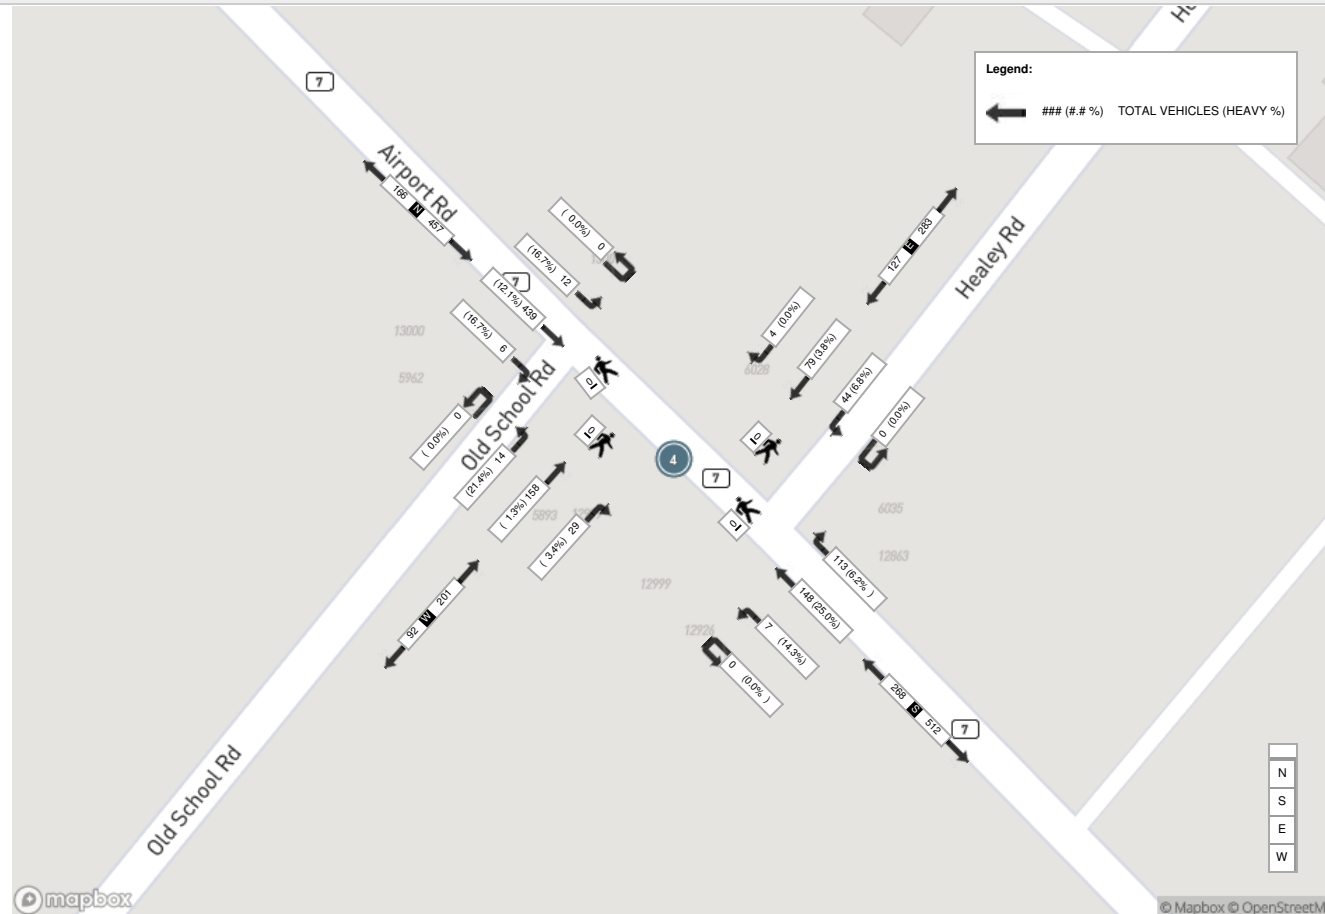 Ho
7
Legend:
### (#.# %) TOTAL VEHICLES (HEAVY %)
Airport Rd
166 N 457
( 0.0%) 0
(16.7%) 12
7
(12.1%) 439
(16.7%) 6
13000
5962
( 0.0%) 0
Old School Rd
(21.4%) 14
( 1.3%) 158
5893
( 3.4%) 29
0
0
4
7
0
0
127 E 283
Healey Rd
4 (0.0%)
6028
79 (3.8%)
44 (6.8%)
0 (0.0%)
6035
12863
113 (6.2% )
148 (25.0%)
7 (14.3%)
0 (0.0% )
12999
12926
92 W 201
268 S 512
7
Old School Rd
N
S
E
W
mapbox
© Mapbox © OpenStreetM